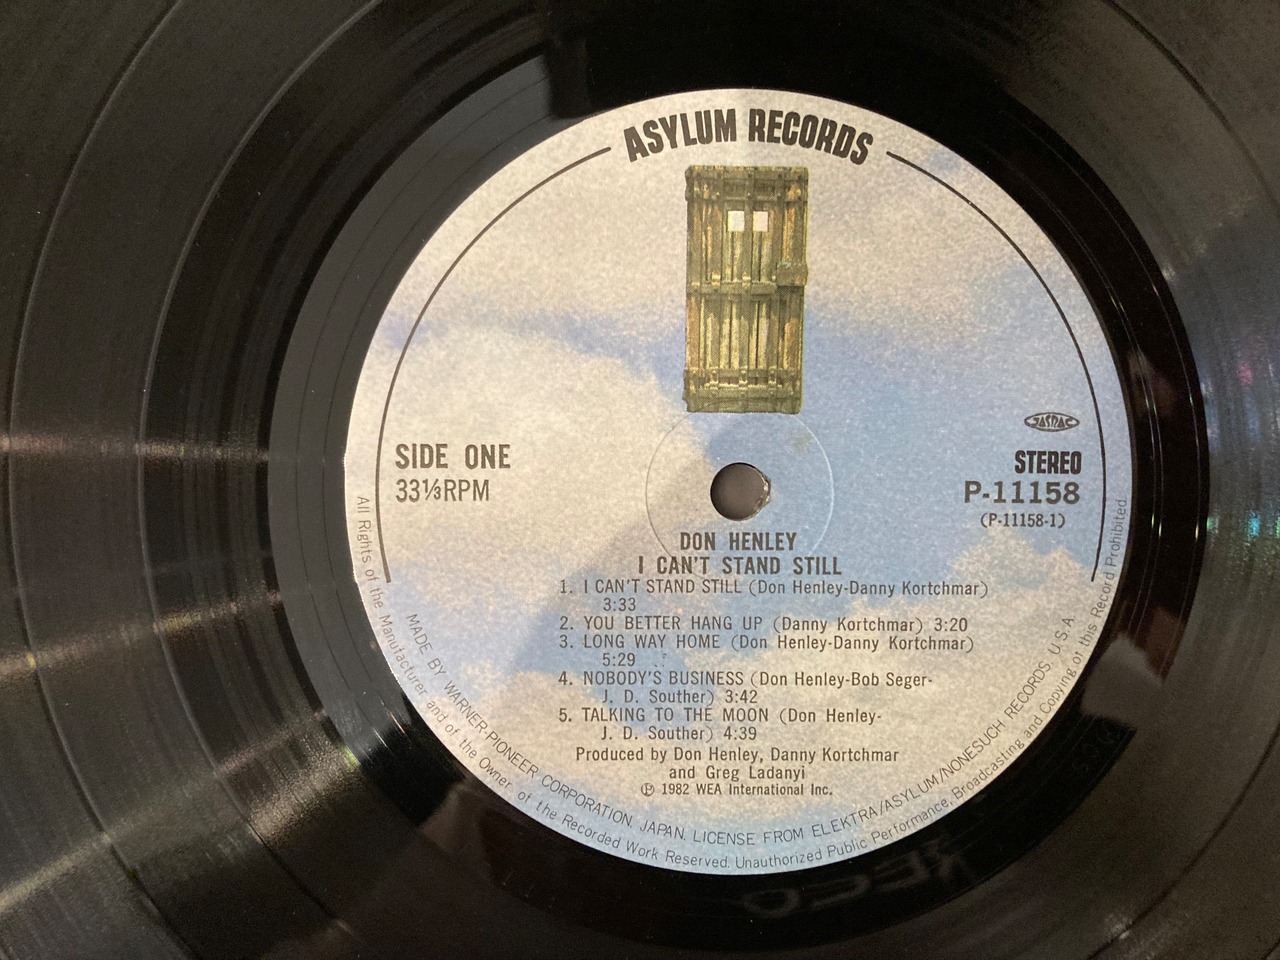 ASYLUM RECORDS
JASRAC
SIDE ONE
33⅓RPM
STEREO
P-11158
(P-11158-1)
DON HENLEY
I CAN'T STAND STILL
1. I CAN'T STAND STILL (Don Henley-Danny Kortchmar)
3:33
2. YOU BETTER HANG UP (Danny Kortchmar) 3:20
3. LONG WAY HOME (Don Henley-Danny Kortchmar)
5:29
4. NOBODY'S BUSINESS (Don Henley-Bob Seger-
J. D. Souther) 3:42
5. TALKING TO THE MOON (Don Henley-
J. D. Souther) 4:39
Produced by Don Henley, Danny Kortchmar
and Greg Ladanyi
℗ 1982 WEA International Inc.
MADE BY WARNER-PIONEER CORPORATION, JAPAN, LICENSE FROM ELEKTRA/ASYLUM/NONESUCH RECORDS, U.S.A.
All Rights of the Manufacturer and of the Owner of the Recorded Work Reserved. Unauthorized Public Performance, Broadcasting and Copying of this Record Prohibited.